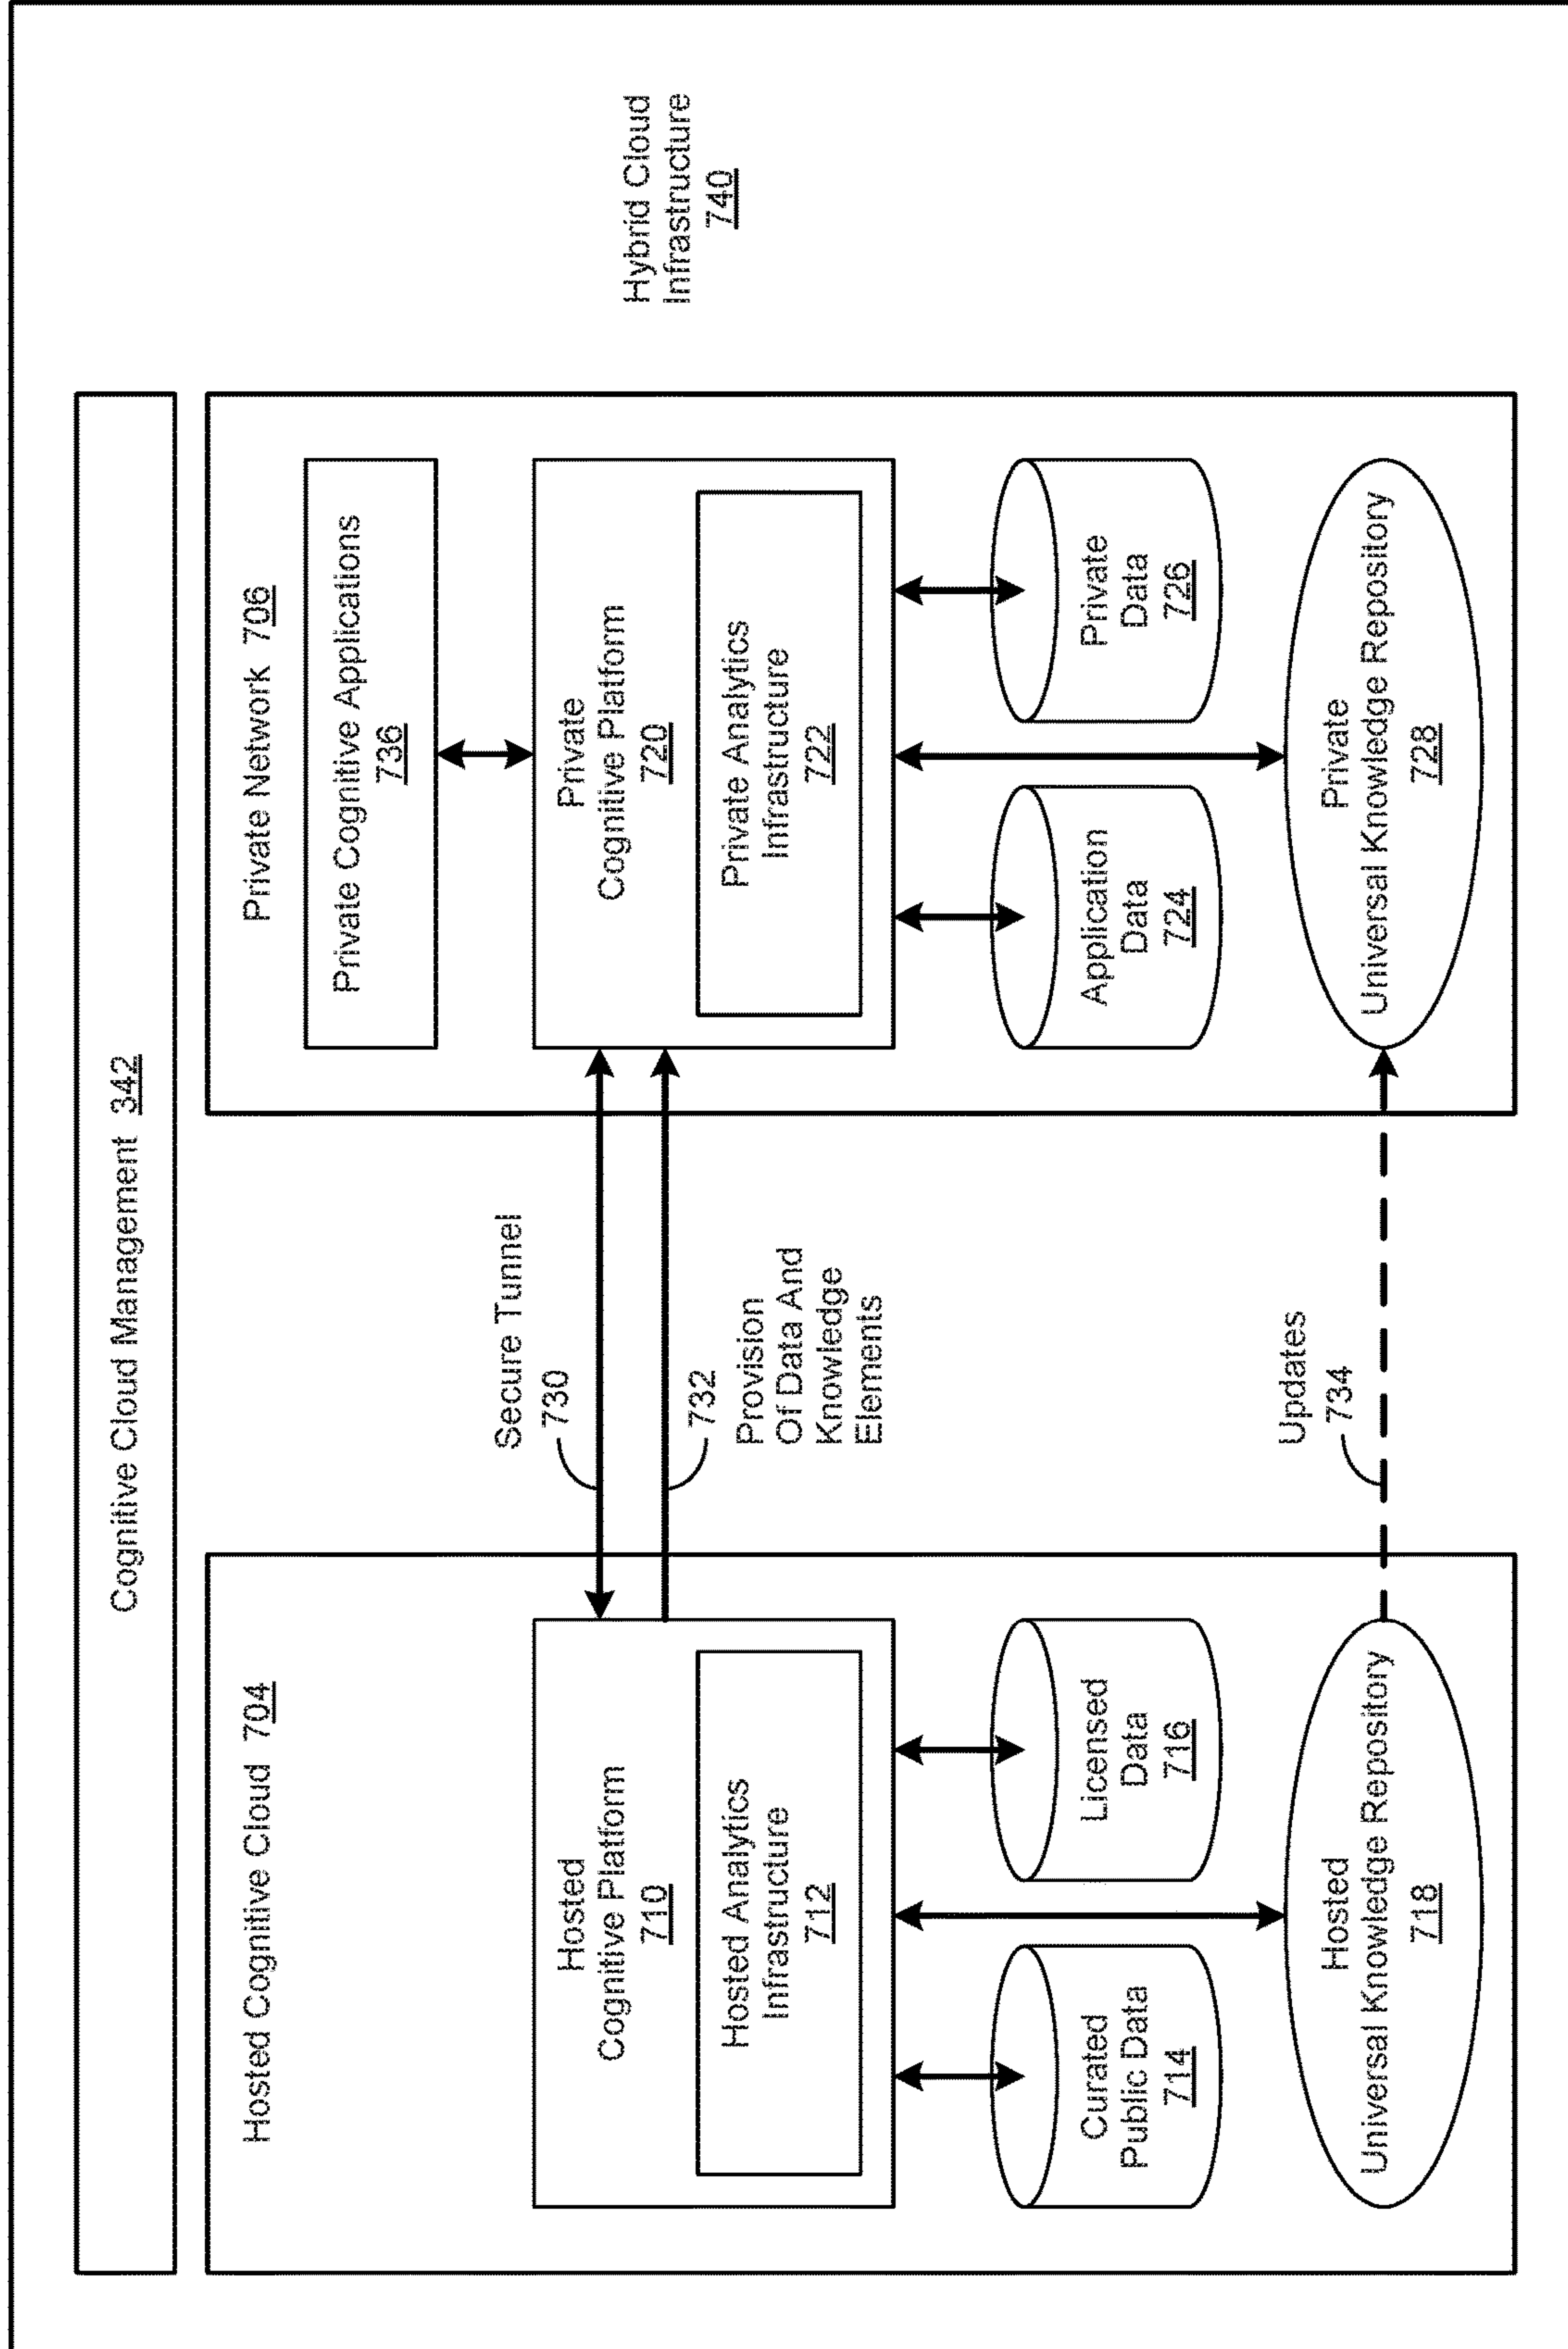 Cognitive Cloud Management 342
Hosted Cognitive Cloud 704
Hosted
Cognitive Platform
710
Hosted Analytics
Infrastructure
712
Curated
Public Data
714
Licensed
Data
716
Hosted
Universal Knowledge Repository
718
Secure Tunnel
730
732
Provision
Of Data And
Knowledge
Elements
Updates
734
Private Network 706
Private Cognitive Applications
736
Private
Cognitive Platform
720
Private Analytics
Infrastructure
722
Application
Data
724
Private
Data
726
Private
Universal Knowledge Repository
728
Hybrid Cloud
Infrastructure
740